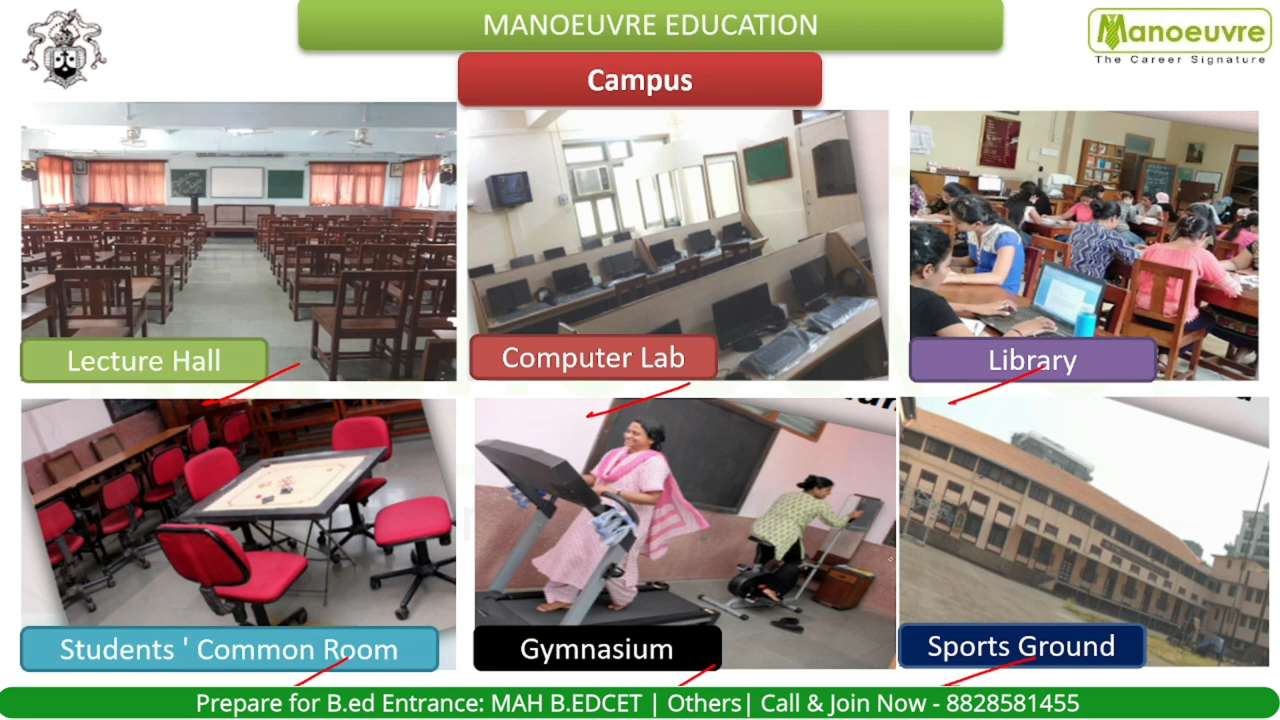 MANOEUVRE EDUCATION
Manoeuvre
The Career Signature
Campus
Lecture Hall
Computer Lab
Library
Students ' Common Room
Gymnasium
Sports Ground
Prepare for B.ed Entrance: MAH B.EDCET | Others| Call & Join Now - 8828581455